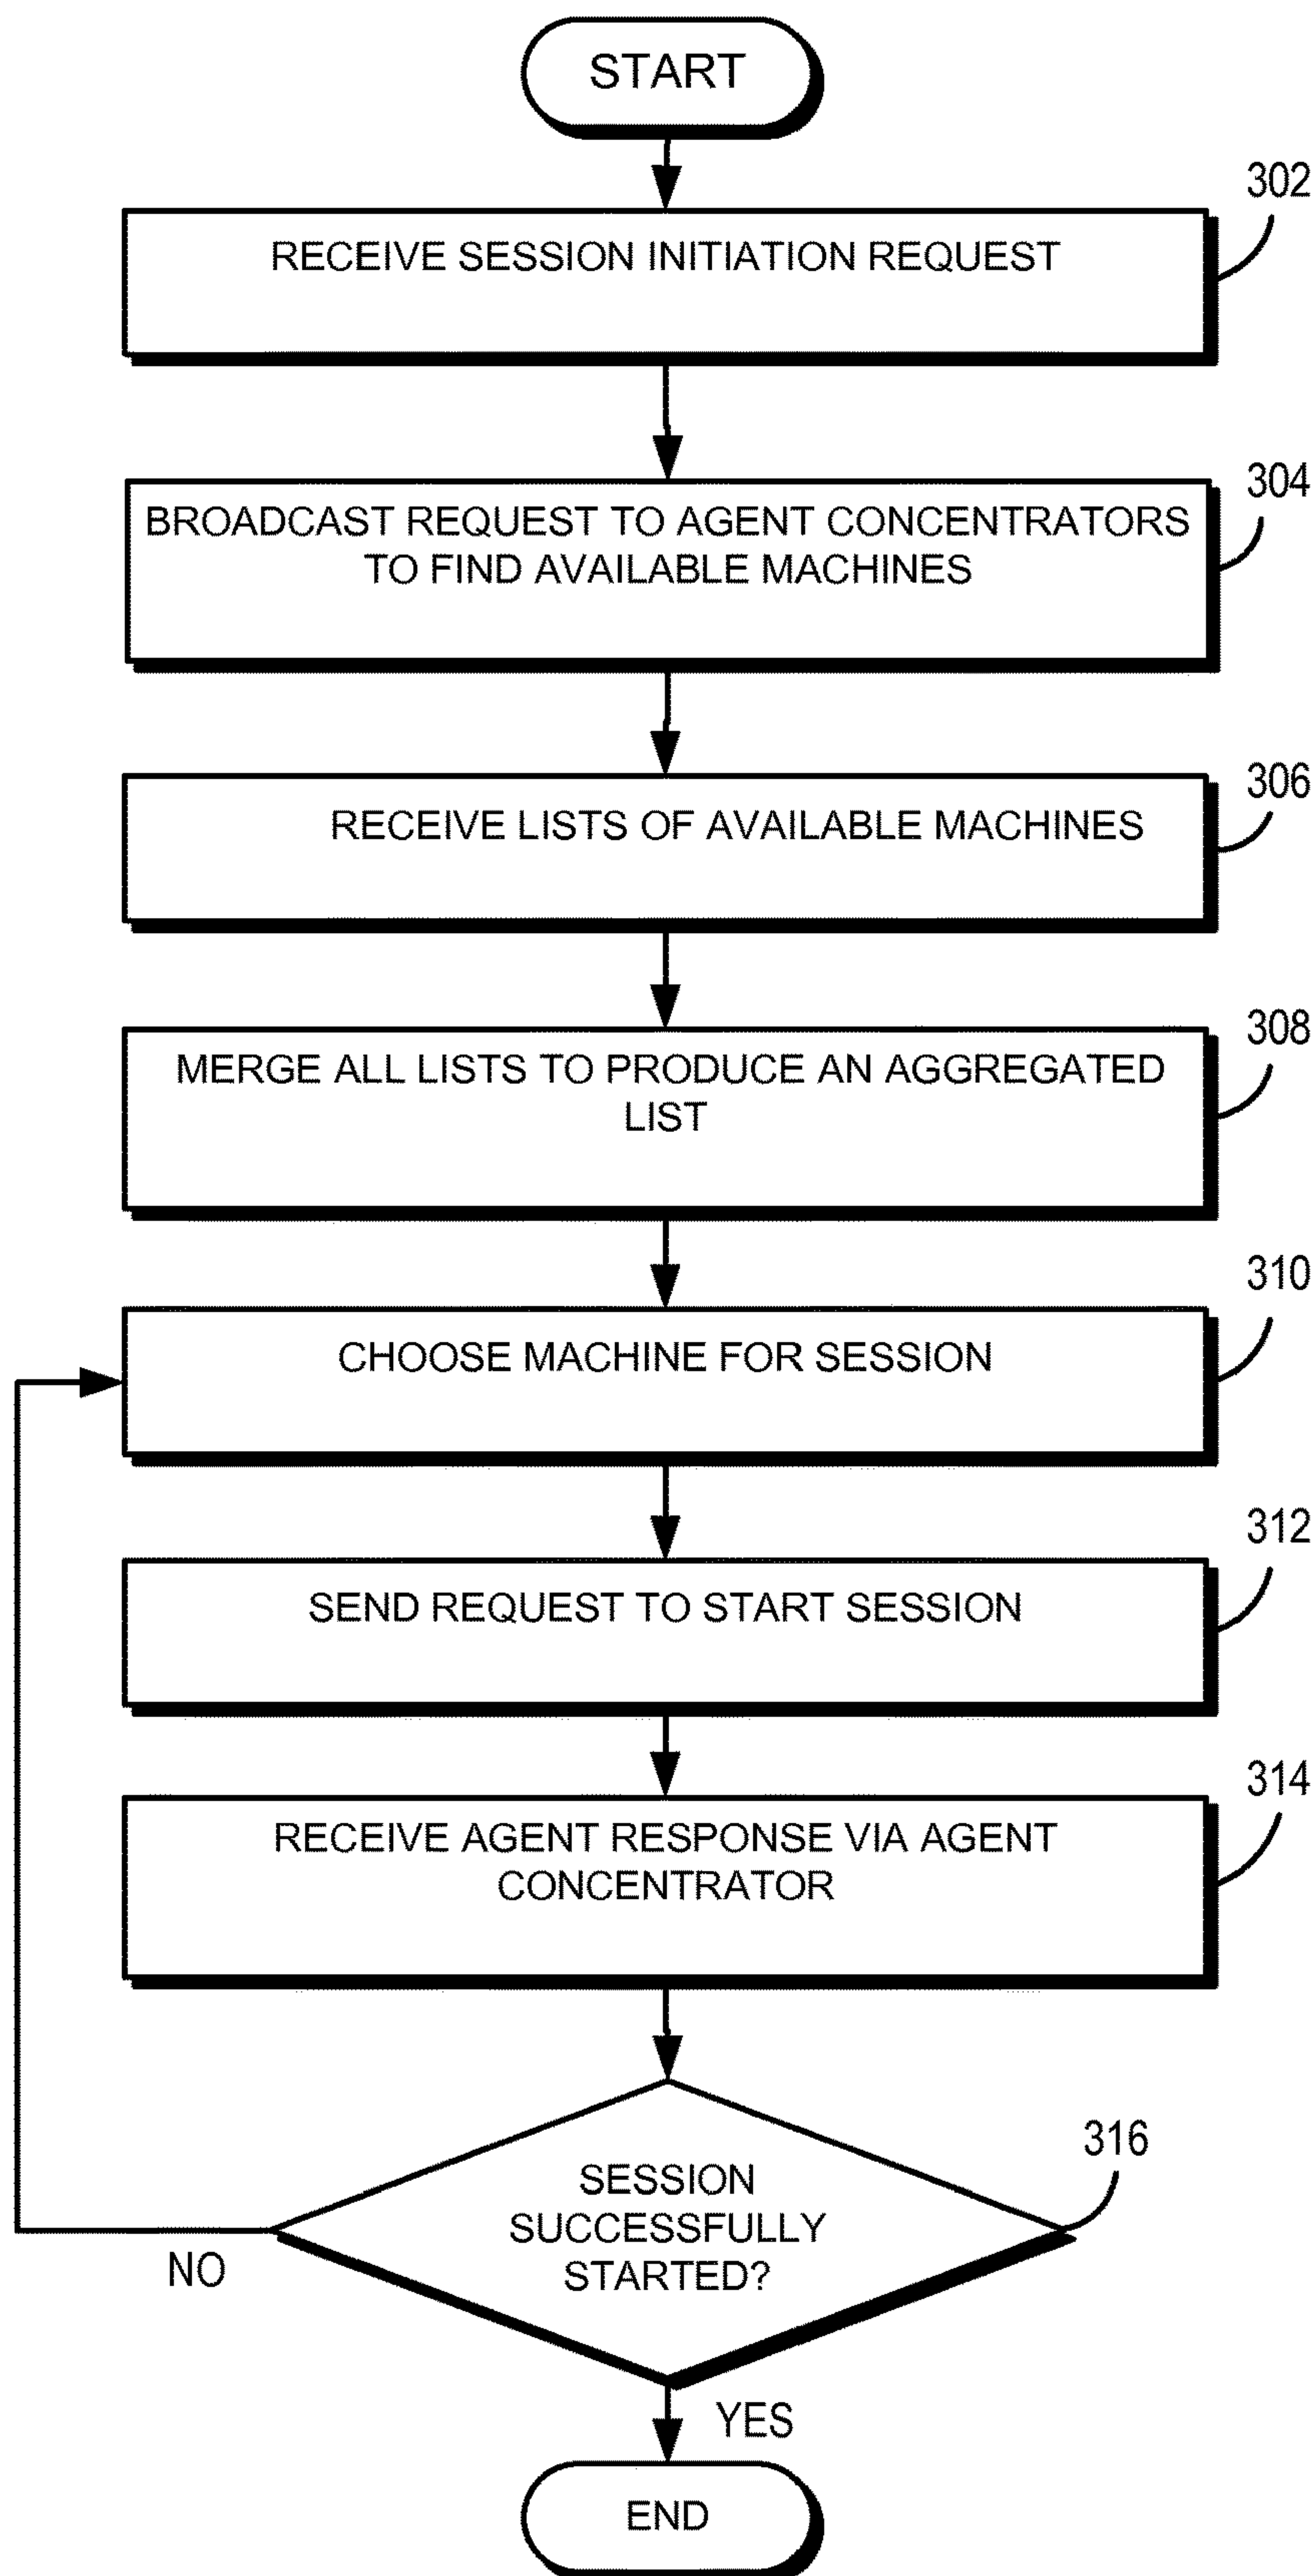 START
302
RECEIVE SESSION INITIATION REQUEST
304
BROADCAST REQUEST TO AGENT CONCENTRATORS
TO FIND AVAILABLE MACHINES
306
RECEIVE LISTS OF AVAILABLE MACHINES
308
MERGE ALL LISTS TO PRODUCE AN AGGREGATED
LIST
310
CHOOSE MACHINE FOR SESSION
312
SEND REQUEST TO START SESSION
314
RECEIVE AGENT RESPONSE VIA AGENT
CONCENTRATOR
316
SESSION
SUCCESSFULLY
STARTED?
NO
YES
END